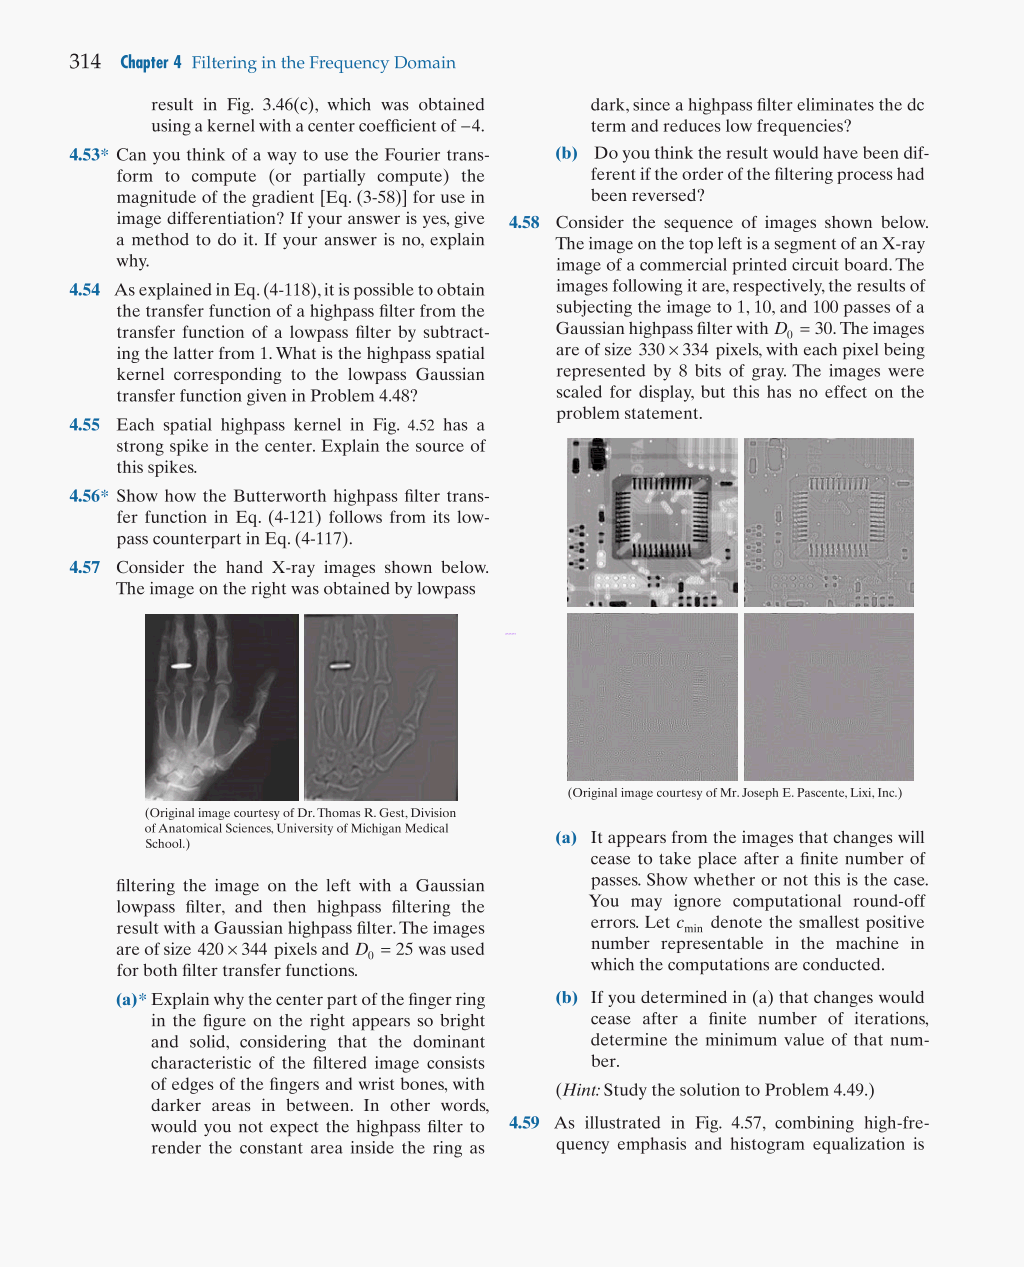 314 Chapter 4 Filtering in the Frequency Domain
result in Fig. 3.46(c), which was obtained
using a kernel with a center coefficient of −4.
4.53* Can you think of a way to use the Fourier trans-
form to compute (or partially compute) the
magnitude of the gradient [Eq. (3-58)] for use in
image differentiation? If your answer is yes, give
a method to do it. If your answer is no, explain
why.
4.54 As explained in Eq. (4-118), it is possible to obtain
the transfer function of a highpass filter from the
transfer function of a lowpass filter by subtract-
ing the latter from 1. What is the highpass spatial
kernel corresponding to the lowpass Gaussian
transfer function given in Problem 4.48?
4.55 Each spatial highpass kernel in Fig. 4.52 has a
strong spike in the center. Explain the source of
this spikes.
4.56* Show how the Butterworth highpass filter trans-
fer function in Eq. (4-121) follows from its low-
pass counterpart in Eq. (4-117).
4.57 Consider the hand X-ray images shown below.
The image on the right was obtained by lowpass
(Original image courtesy of Dr. Thomas R. Gest, Division
of Anatomical Sciences, University of Michigan Medical
School.)
filtering the image on the left with a Gaussian
lowpass filter, and then highpass filtering the
result with a Gaussian highpass filter. The images
are of size 420 × 344 pixels and D₀ = 25 was used
for both filter transfer functions.
(a)* Explain why the center part of the finger ring
in the figure on the right appears so bright
and solid, considering that the dominant
characteristic of the filtered image consists
of edges of the fingers and wrist bones, with
darker areas in between. In other words,
would you not expect the highpass filter to
render the constant area inside the ring as
dark, since a highpass filter eliminates the dc
term and reduces low frequencies?
(b) Do you think the result would have been dif-
ferent if the order of the filtering process had
been reversed?
4.58 Consider the sequence of images shown below.
The image on the top left is a segment of an X-ray
image of a commercial printed circuit board. The
images following it are, respectively, the results of
subjecting the image to 1, 10, and 100 passes of a
Gaussian highpass filter with D₀ = 30. The images
are of size 330 × 334 pixels, with each pixel being
represented by 8 bits of gray. The images were
scaled for display, but this has no effect on the
problem statement.
(Original image courtesy of Mr. Joseph E. Pascente, Lixi, Inc.)
(a) It appears from the images that changes will
cease to take place after a finite number of
passes. Show whether or not this is the case.
You may ignore computational round-off
errors. Let cmin denote the smallest positive
number representable in the machine in
which the computations are conducted.
(b) If you determined in (a) that changes would
cease after a finite number of iterations,
determine the minimum value of that num-
ber.
(Hint: Study the solution to Problem 4.49.)
4.59 As illustrated in Fig. 4.57, combining high-fre-
quency emphasis and histogram equalization is